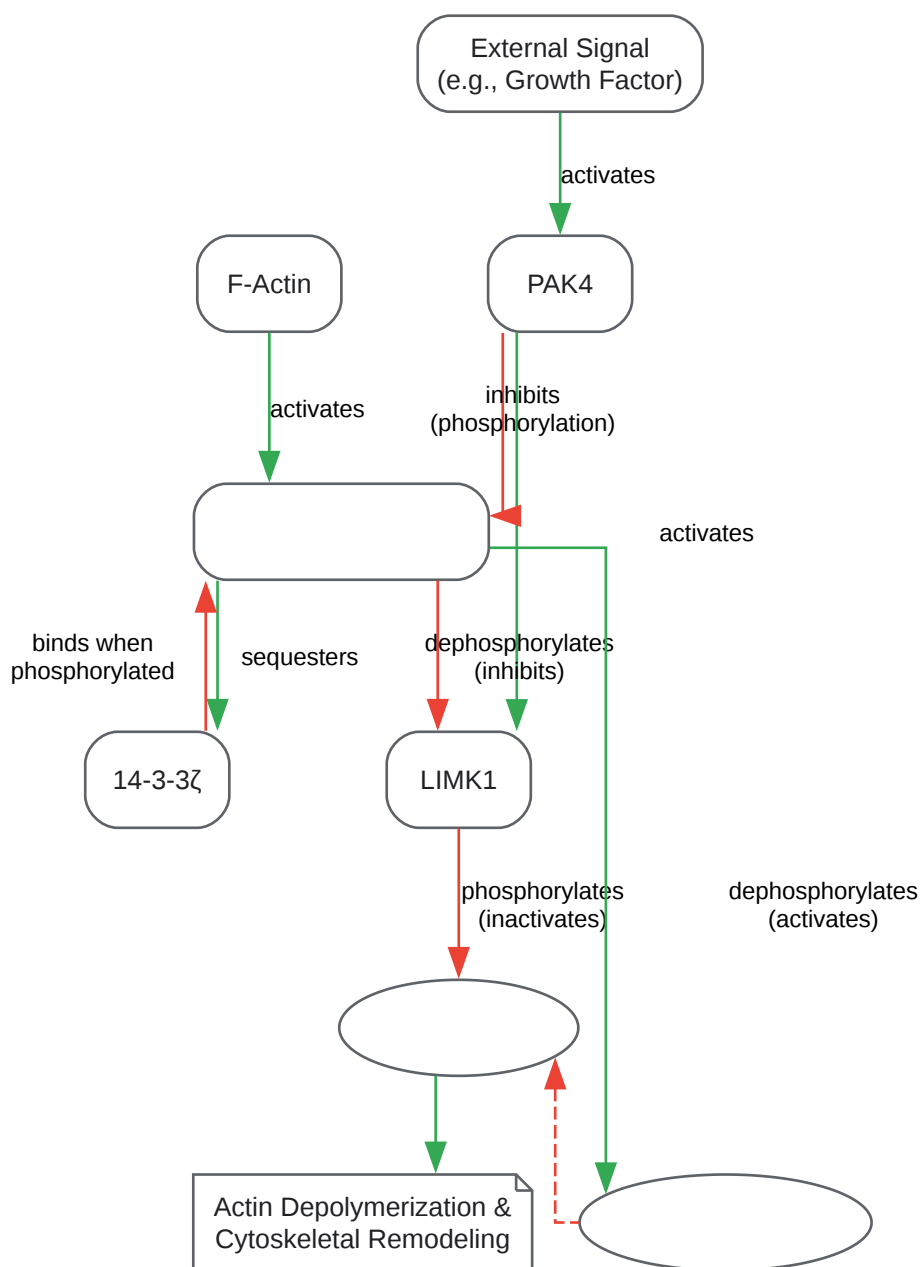 External Signal
(e.g., Growth Factor)
activates
F-Actin
PAK4
activates
inhibits
(phosphorylation)
activates
binds when
phosphorylated
sequesters
dephosphorylates
(inhibits)
14-3-3ζ
LIMK1
phosphorylates
(inactivates)
dephosphorylates
(activates)
Actin Depolymerization &
Cytoskeletal Remodeling